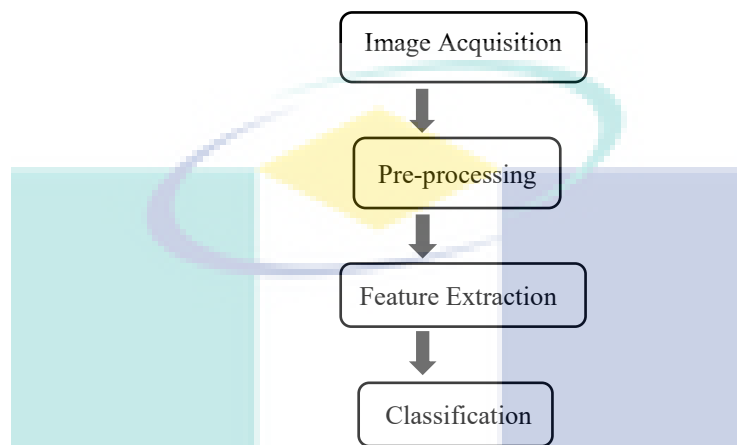 Image Acquisition
Pre-processing
Feature Extraction
Classification